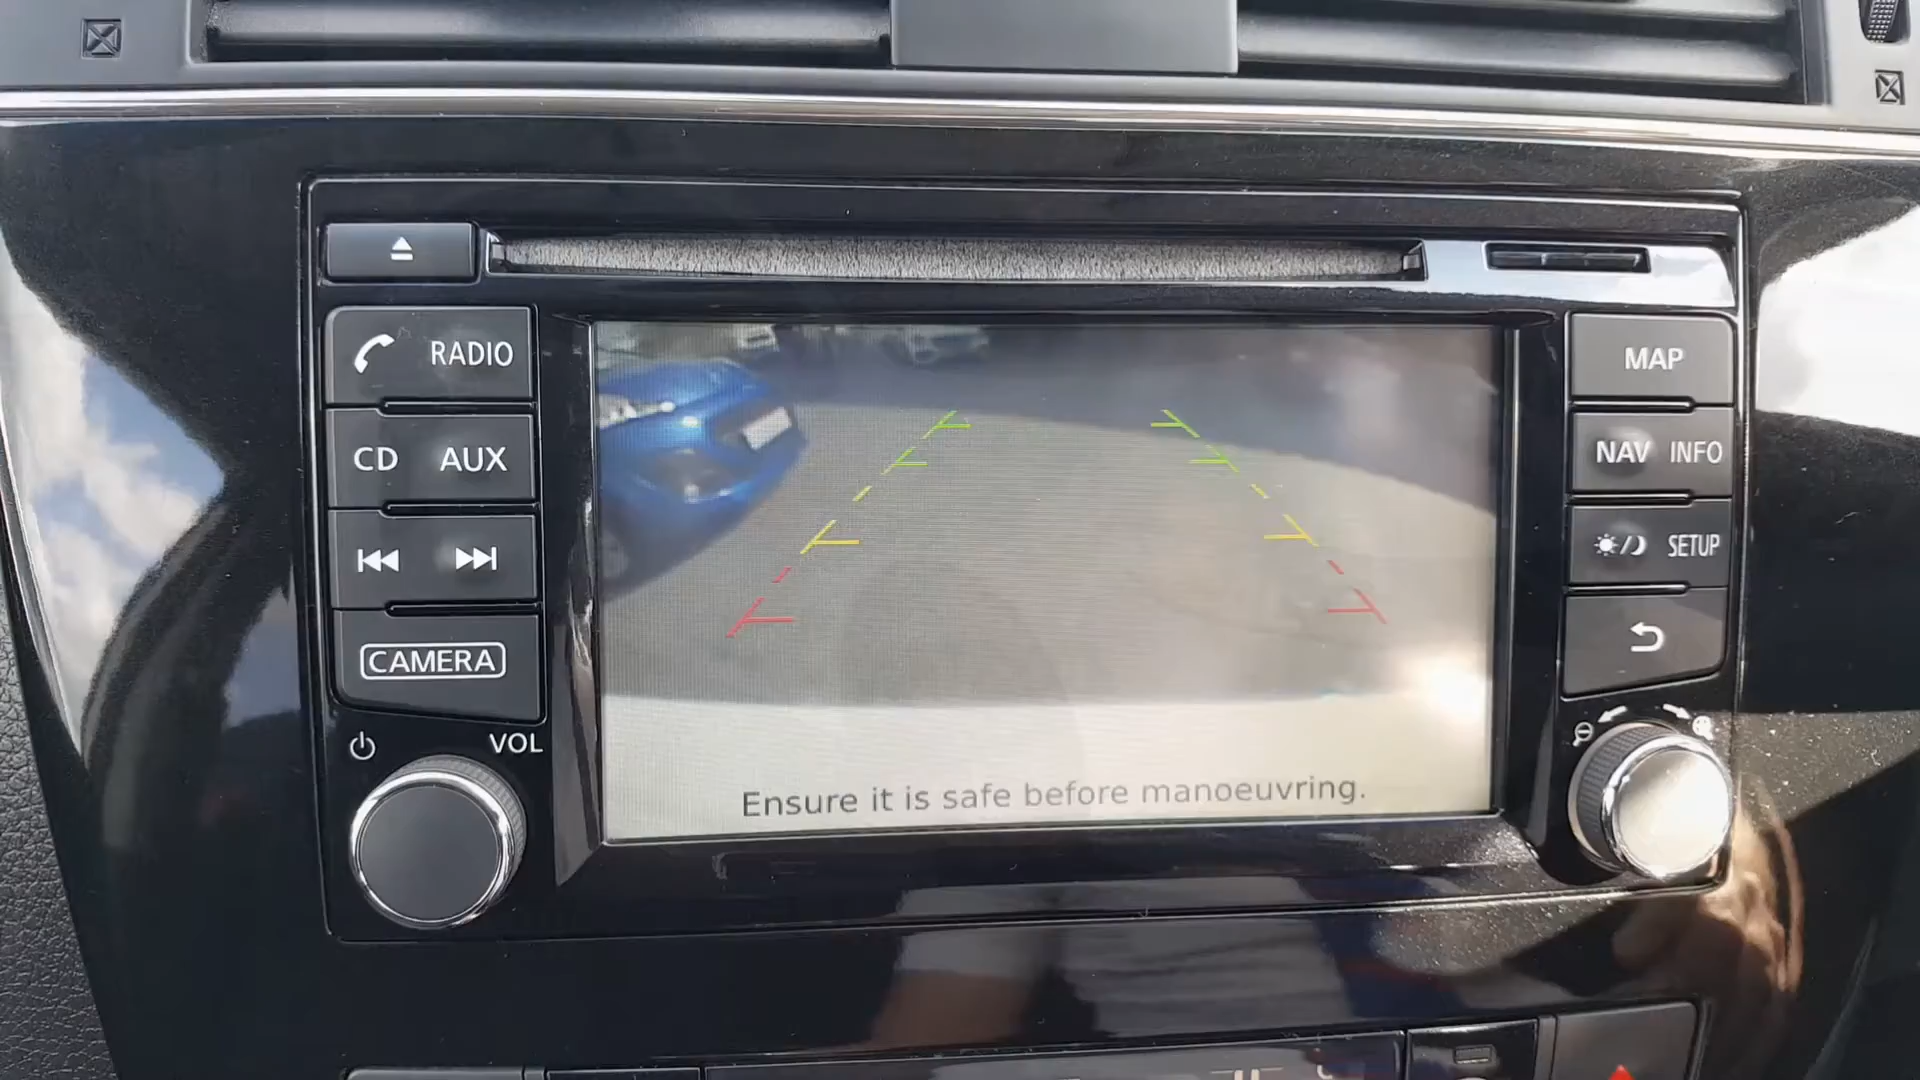 RADIO
CD AUX
CAMERA
VOL
MAP
NAV INFO
SETUP
Ensure it is safe before manoeuvring.